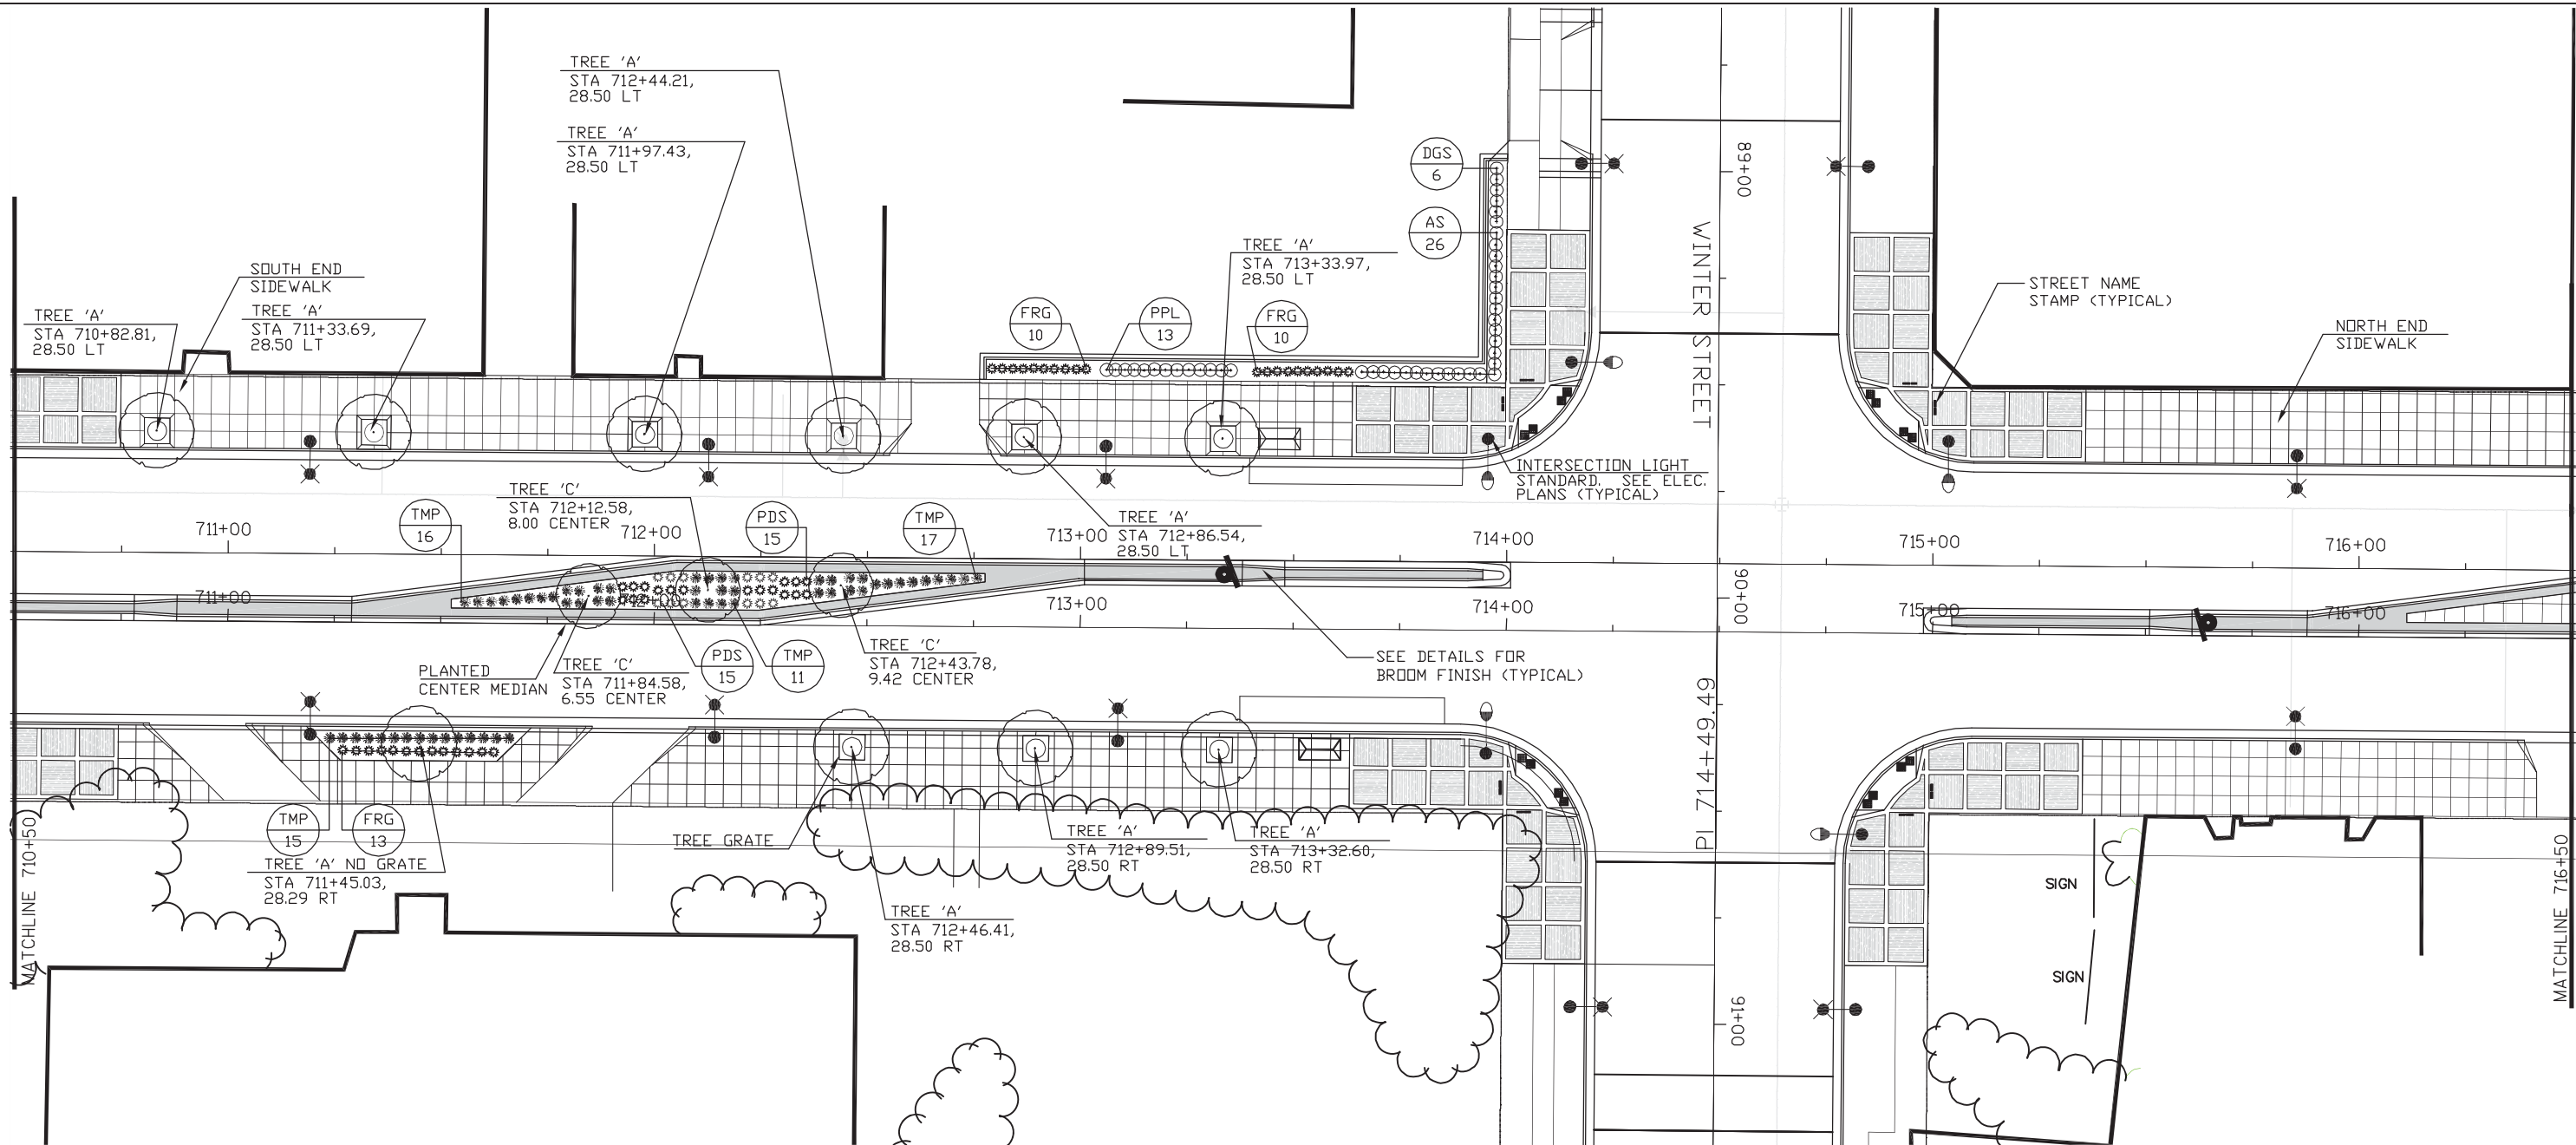 TREE 'A'
STA 712+44.21,
28.50 LT
TREE 'A'
STA 711+97.43,
28.50 LT
DGS
6
AS
26
89+00
WINTER STREET
SOUTH END
SIDEWALK
TREE 'A'
STA 710+82.81,
28.50 LT
TREE 'A'
STA 711+33.69,
28.50 LT
TREE 'A'
STA 713+33.97,
28.50 LT
FRG
10
PPL
13
FRG
10
STREET NAME
STAMP (TYPICAL)
NORTH END
SIDEWALK
INTERSECTION LIGHT
STANDARD. SEE ELEC.
PLANS (TYPICAL)
TREE 'C'
STA 712+12.58,
8.00 CENTER
TMP
16
PDS
15
TMP
17
TREE 'A'
STA 712+86.54,
28.50 LT
711+00
712+00
713+00
714+00
715+00
716+00
711+00
12+00
713+00
714+00
715+00
716+00
90+00
PLANTED
CENTER MEDIAN
TREE 'C'
STA 711+84.58,
6.55 CENTER
PDS
15
TMP
11
TREE 'C'
STA 712+43.78,
9.42 CENTER
SEE DETAILS FOR
BROOM FINISH (TYPICAL)
PI 714+49.49
TMP
15
FRG
13
TREE 'A' NO GRATE
STA 711+45.03,
28.29 RT
TREE GRATE
TREE 'A'
STA 712+46.41,
28.50 RT
TREE 'A'
STA 712+89.51,
28.50 RT
TREE 'A'
STA 713+32.60,
28.50 RT
91+00
SIGN
SIGN
MATCHLINE 710+50
MATCHLINE 716+50